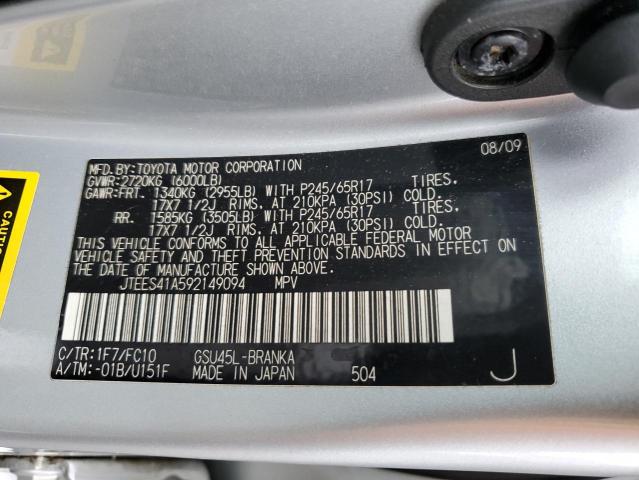 08/09
MFD.BY:TOYOTA MOTOR CORPORATION
GVWR:2720KG (6000LB)
GAWR:FRT. 1340KG (2955LB) WITH P245/65R17 TIRES.
17X7 1/2J RIMS. AT 210KPA (30PSI) COLD.
RR. 1585KG (3505LB) WITH P245/65R17 TIRES.
17X7 1/2J RIMS. AT 210KPA (30PSI) COLD.
THIS VEHICLE CONFORMS TO ALL APPLICABLE FEDERAL MOTOR
VEHICLE SAFETY AND THEFT PREVENTION STANDARDS IN EFFECT ON
THE DATE OF MANUFACTURE SHOWN ABOVE.
JTEES41A592149094 MPV
C/TR:1F7/FC10 GSU45L-BRANKA
A/TM:-01B/U151F MADE IN JAPAN 504 J
CAUTI